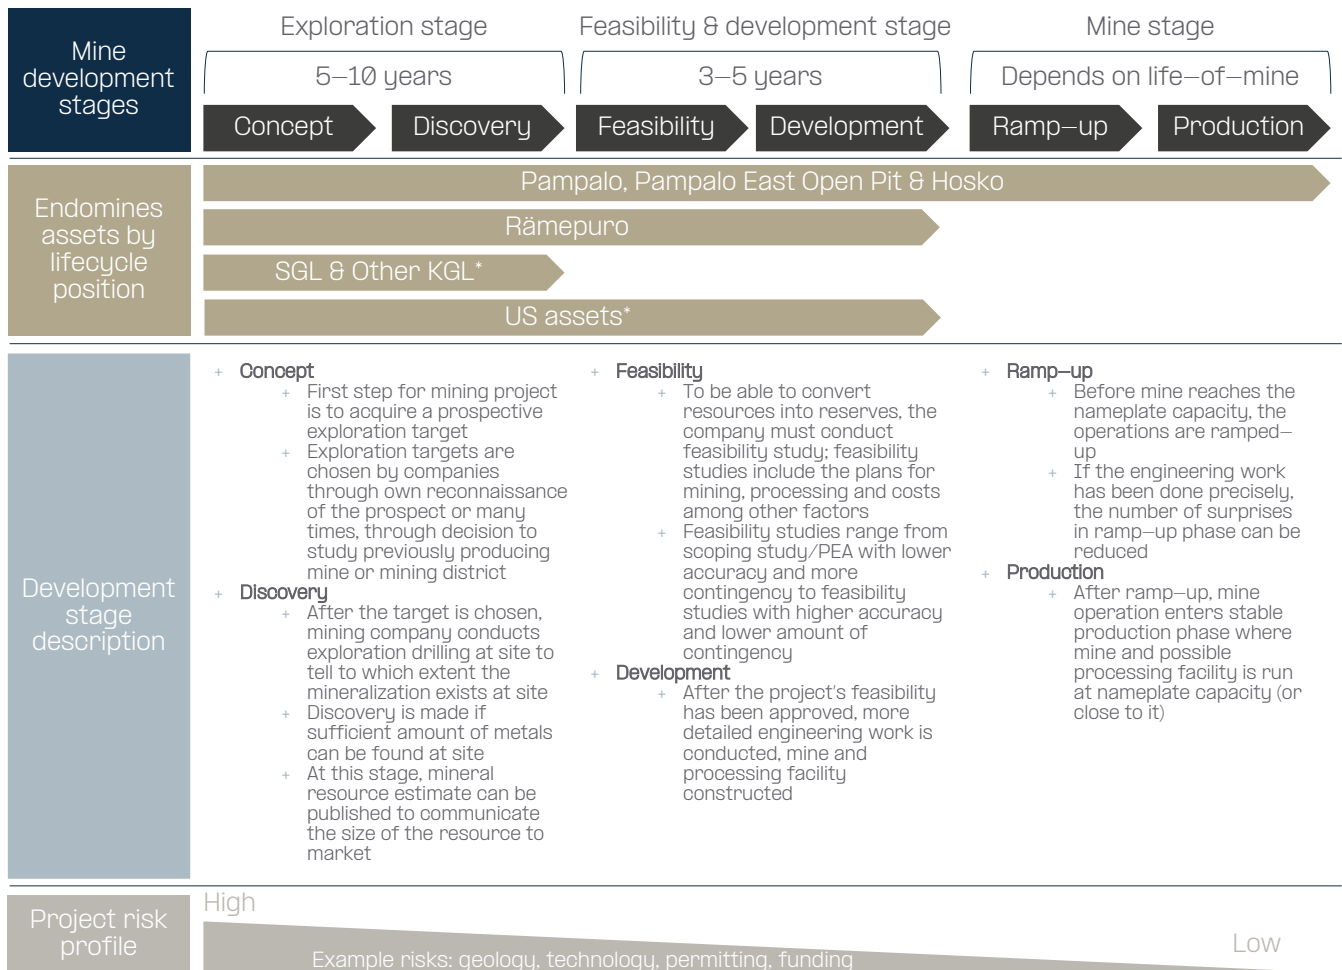 Mine
development
stages
Exploration stage
5–10 years
Concept
Discovery
Feasibility & development stage
3–5 years
Feasibility
Development
Mine stage
Depends on life–of–mine
Ramp–up
Production
Endomines
assets by
lifecycle
position
Pampalo, Pampalo East Open Pit & Hosko
Rämepuro
SGL & Other KGL*
US assets*
Development
stage
description
+ Concept
+ First step for mining project
is to acquire a prospective
exploration target
+ Exploration targets are
chosen by companies
through own reconnaissance
of the prospect or many
times, through decision to
study previously producing
mine or mining district
+ Discovery
+ After the target is chosen,
mining company conducts
exploration drilling at site to
tell to which extent the
mineralization exists at site
+ Discovery is made if
sufficient amount of metals
can be found at site
+ At this stage, mineral
resource estimate can be
published to communicate
the size of the resource to
market
+ Feasibility
+ To be able to convert
resources into reserves, the
company must conduct
feasibility study; feasibility
studies include the plans for
mining, processing and costs
among other factors
+ Feasibility studies range from
scoping study/PEA with lower
accuracy and more
contingency to feasibility
studies with higher accuracy
and lower amount of
contingency
+ Development
+ After the project's feasibility
has been approved, more
detailed engineering work is
conducted, mine and
processing facility
constructed
+ Ramp–up
+ Before mine reaches the
nameplate capacity, the
operations are ramped–
up
+ If the engineering work
has been done precisely,
the number of surprises
in ramp–up phase can be
reduced
+ Production
+ After ramp–up, mine
operation enters stable
production phase where
mine and possible
processing facility is run
at nameplate capacity (or
close to it)
Project risk
profile
High
Example risks: geology, technology, permitting, funding
Low